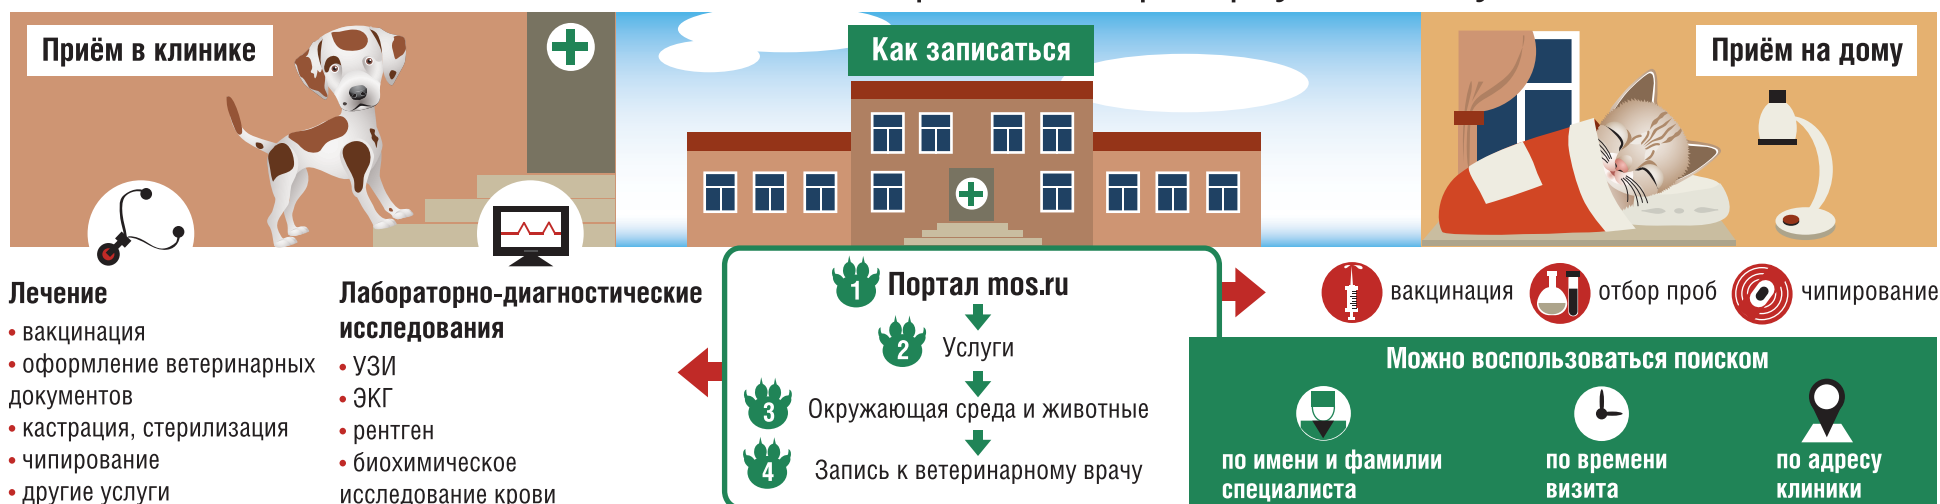 Приём в клинике
Как записаться
Приём на дому
Лечение
• вакцинация
• оформление ветеринарных
документов
• кастрация, стерилизация
• чипирование
• другие услуги
Лабораторно-диагностические
исследования
• УЗИ
• ЭКГ
• рентген
• биохимическое
исследование крови
1 Портал mos.ru
2 Услуги
3 Окружающая среда и животные
4 Запись к ветеринарному врачу
вакцинация
отбор проб
чипирование
Можно воспользоваться поиском
по имени и фамилии
специалиста
по времени
визита
по адресу
клиники